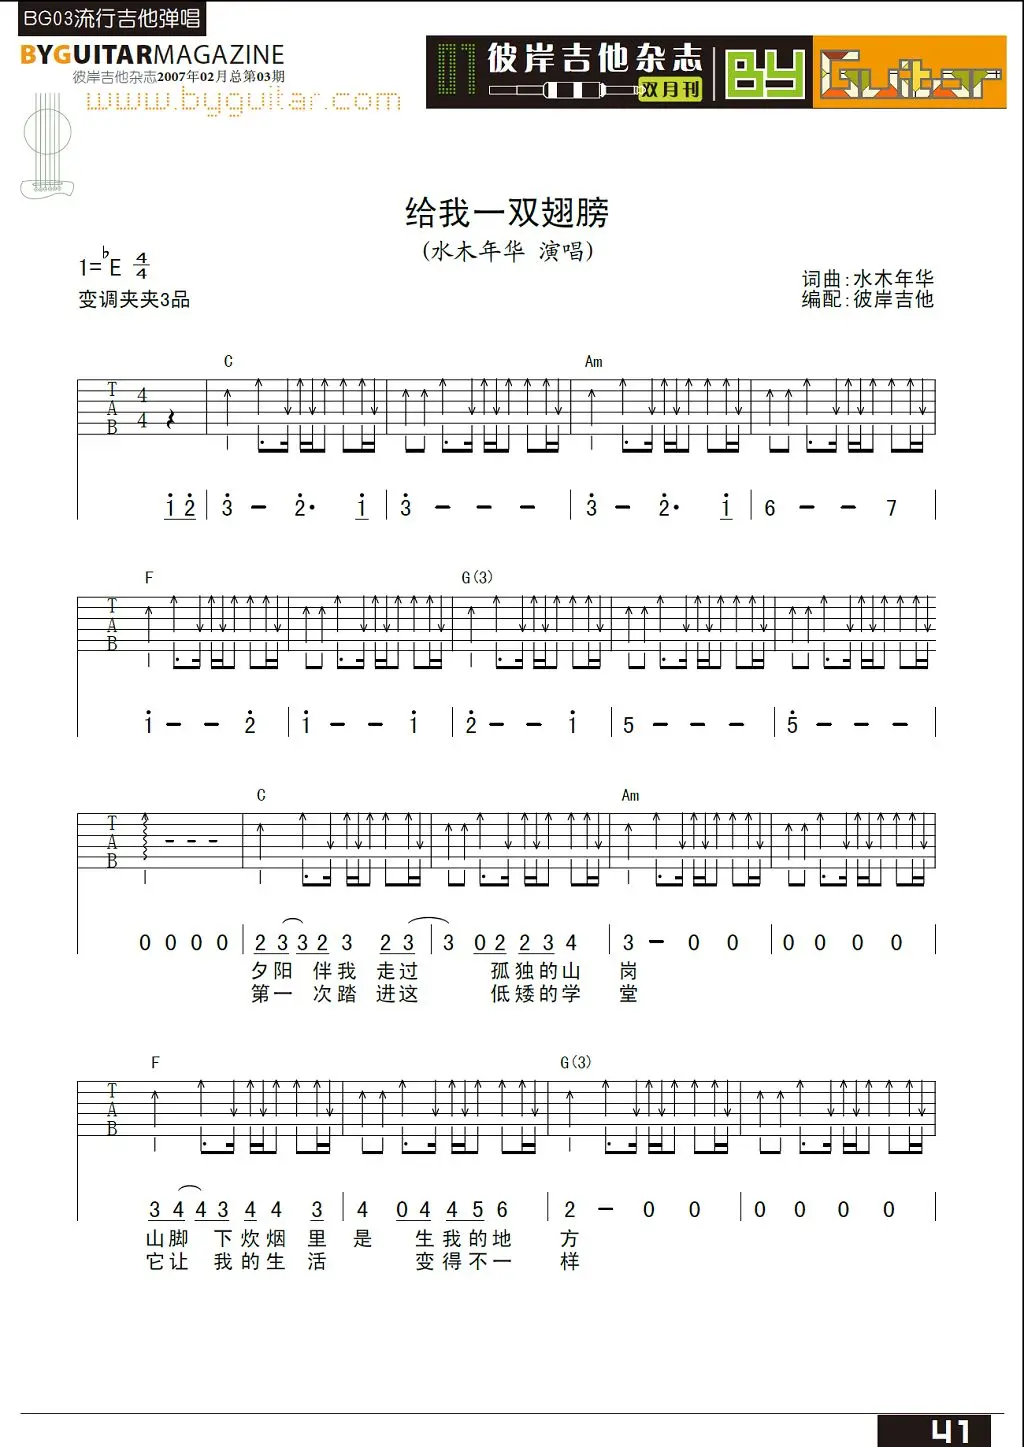 BG03流行吉他弹唱
BYGUITARMAGAZINE
彼岸吉他杂志2007年02月总第03期
www.byguitar.com
01 彼岸吉他杂志
双月刊
BY Guitar
给我一双翅膀
(水木年华 演唱)
1=♭E 4/4
变调夹夹3品
词曲:水木年华
编配:彼岸吉他
C Am
T A B 4 4
1 2 | 3 - 2· 1 | 3 - - - | 3 - 2· 1 | 6 - - 7
F G(3)
T A B
1 - - 2 | 1 - - 1 | 2 - - 1 | 5 - - - | 5 - - -
C Am
T A B
0 0 0 0 | 2 3 3 2 3 2 3 | 3 0 2 2 3 4 | 3 - 0 0 | 0 0 0 0
夕阳 伴我 走过 孤独的山 岗
第一 次踏 进这 低矮的学 堂
F G(3)
T A B
3 4 4 3 4 4 3 | 4 0 4 4 5 6 | 2 - 0 0 | 0 0 0 0
山脚 下炊烟 里 是 生我的地 方
它让 我的生 活 变得不一 样
41